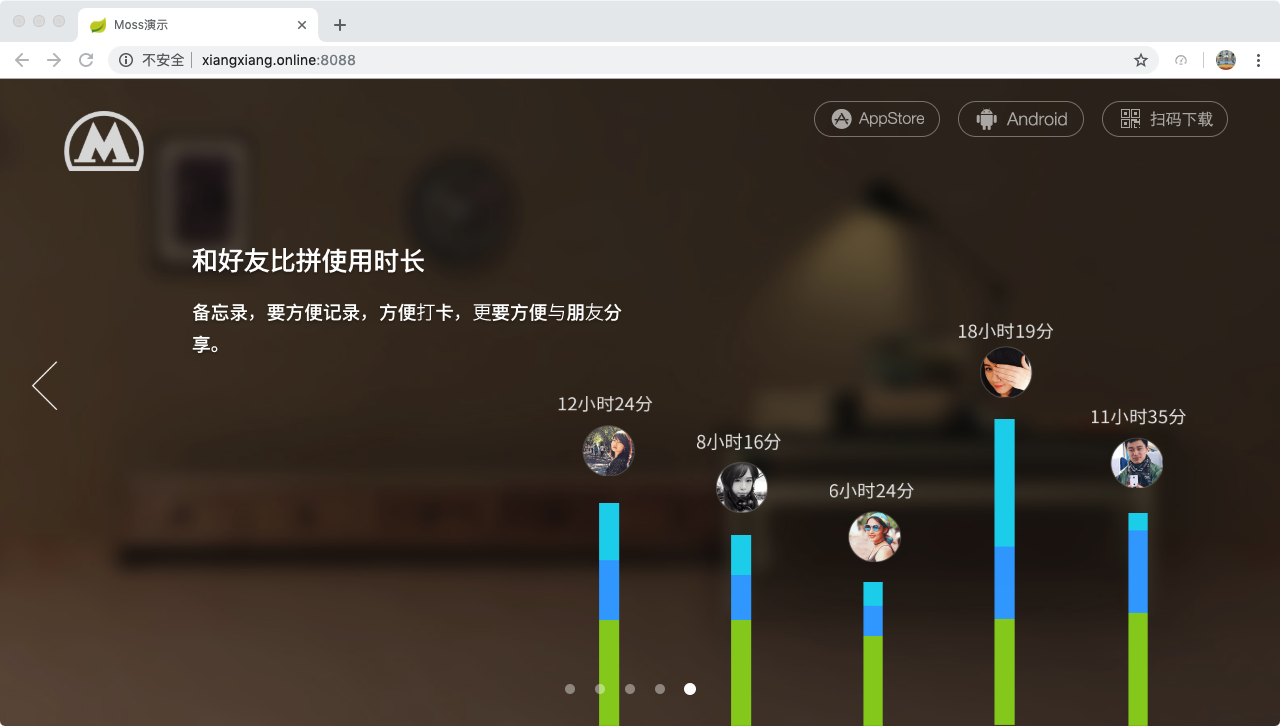 Moss演示
不安全
xiangxiang.online:8088
AppStore
Android
扫码下载
和好友比拼使用时长
备忘录，要方便记录，方便打卡，更要方便与朋友分
享。
18小时19分
12小时24分
11小时35分
8小时16分
6小时24分